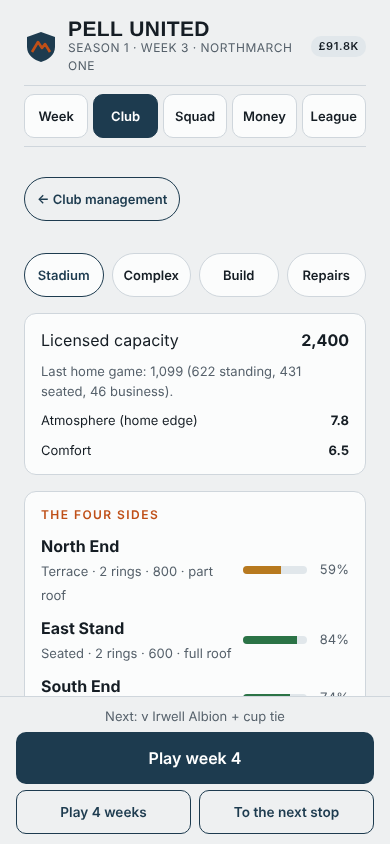 PELL UNITED
SEASON 1 · WEEK 3 · NORTHMARCH
ONE
£91.8K
Week
Club
Squad
Money
League
← Club management
Stadium
Complex
Build
Repairs
Licensed capacity
2,400
Last home game: 1,099 (622 standing, 431
seated, 46 business).
Atmosphere (home edge)
7.8
Comfort
6.5
THE FOUR SIDES
North End
Terrace · 2 rings · 800 · part
roof
59%
East Stand
Seated · 2 rings · 600 · full roof
84%
South End
74%
Next: v Irwell Albion + cup tie
Play week 4
Play 4 weeks
To the next stop